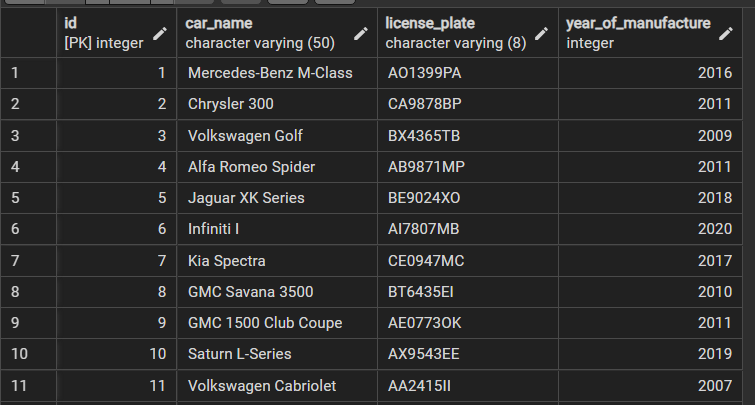 id car_name license_plate year_of_manufacture
[PK] integer character varying (50) character varying (8) integer
1 1 Mercedes-Benz M-Class AO1399PA 2016
2 2 Chrysler 300 CA9878BP 2011
3 3 Volkswagen Golf BX4365TB 2009
4 4 Alfa Romeo Spider AB9871MP 2011
5 5 Jaguar XK Series BE9024XO 2018
6 6 Infiniti I AI7807MB 2020
7 7 Kia Spectra CE0947MC 2017
8 8 GMC Savana 3500 BT6435EI 2010
9 9 GMC 1500 Club Coupe AE0773OK 2011
10 10 Saturn L-Series AX9543EE 2019
11 11 Volkswagen Cabriolet AA2415II 2007